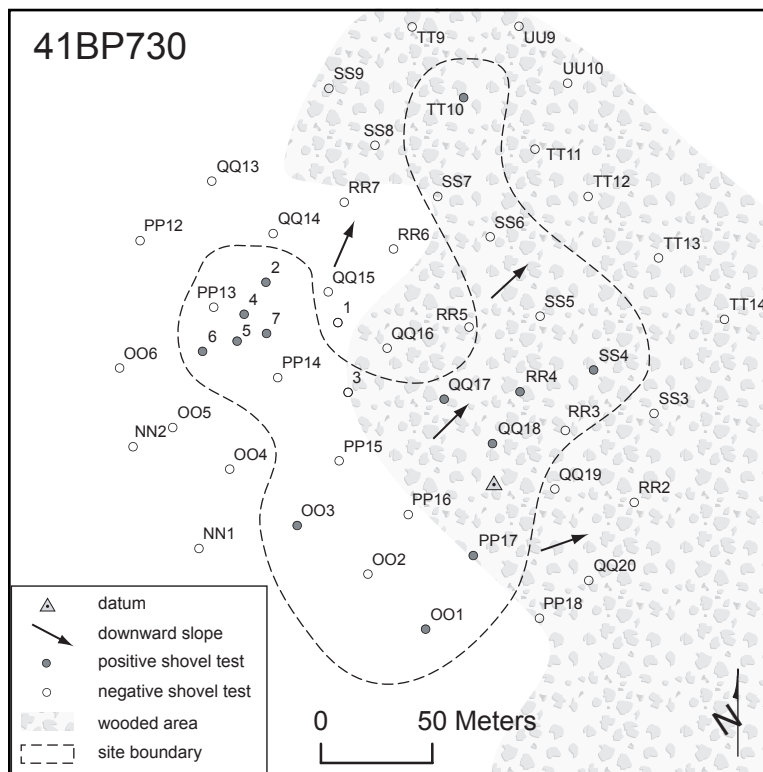 41BP730
TT9
UU9
SS9
UU10
TT10
SS8
TT11
QQ13
RR7
SS7
TT12
PP12
QQ14
RR6
SS6
TT13
2
QQ15
PP13
4
1
RR5
SS5
TT14
7
6
5
QQ16
OO6
PP14
SS4
3
QQ17
RR4
SS3
OO5
RR3
NN2
QQ18
OO4
PP15
QQ19
RR2
PP16
OO3
NN1
PP17
OO2
QQ20
PP18
OO1
datum
downward slope
positive shovel test
negative shovel test
wooded area
site boundary
0 50 Meters
N